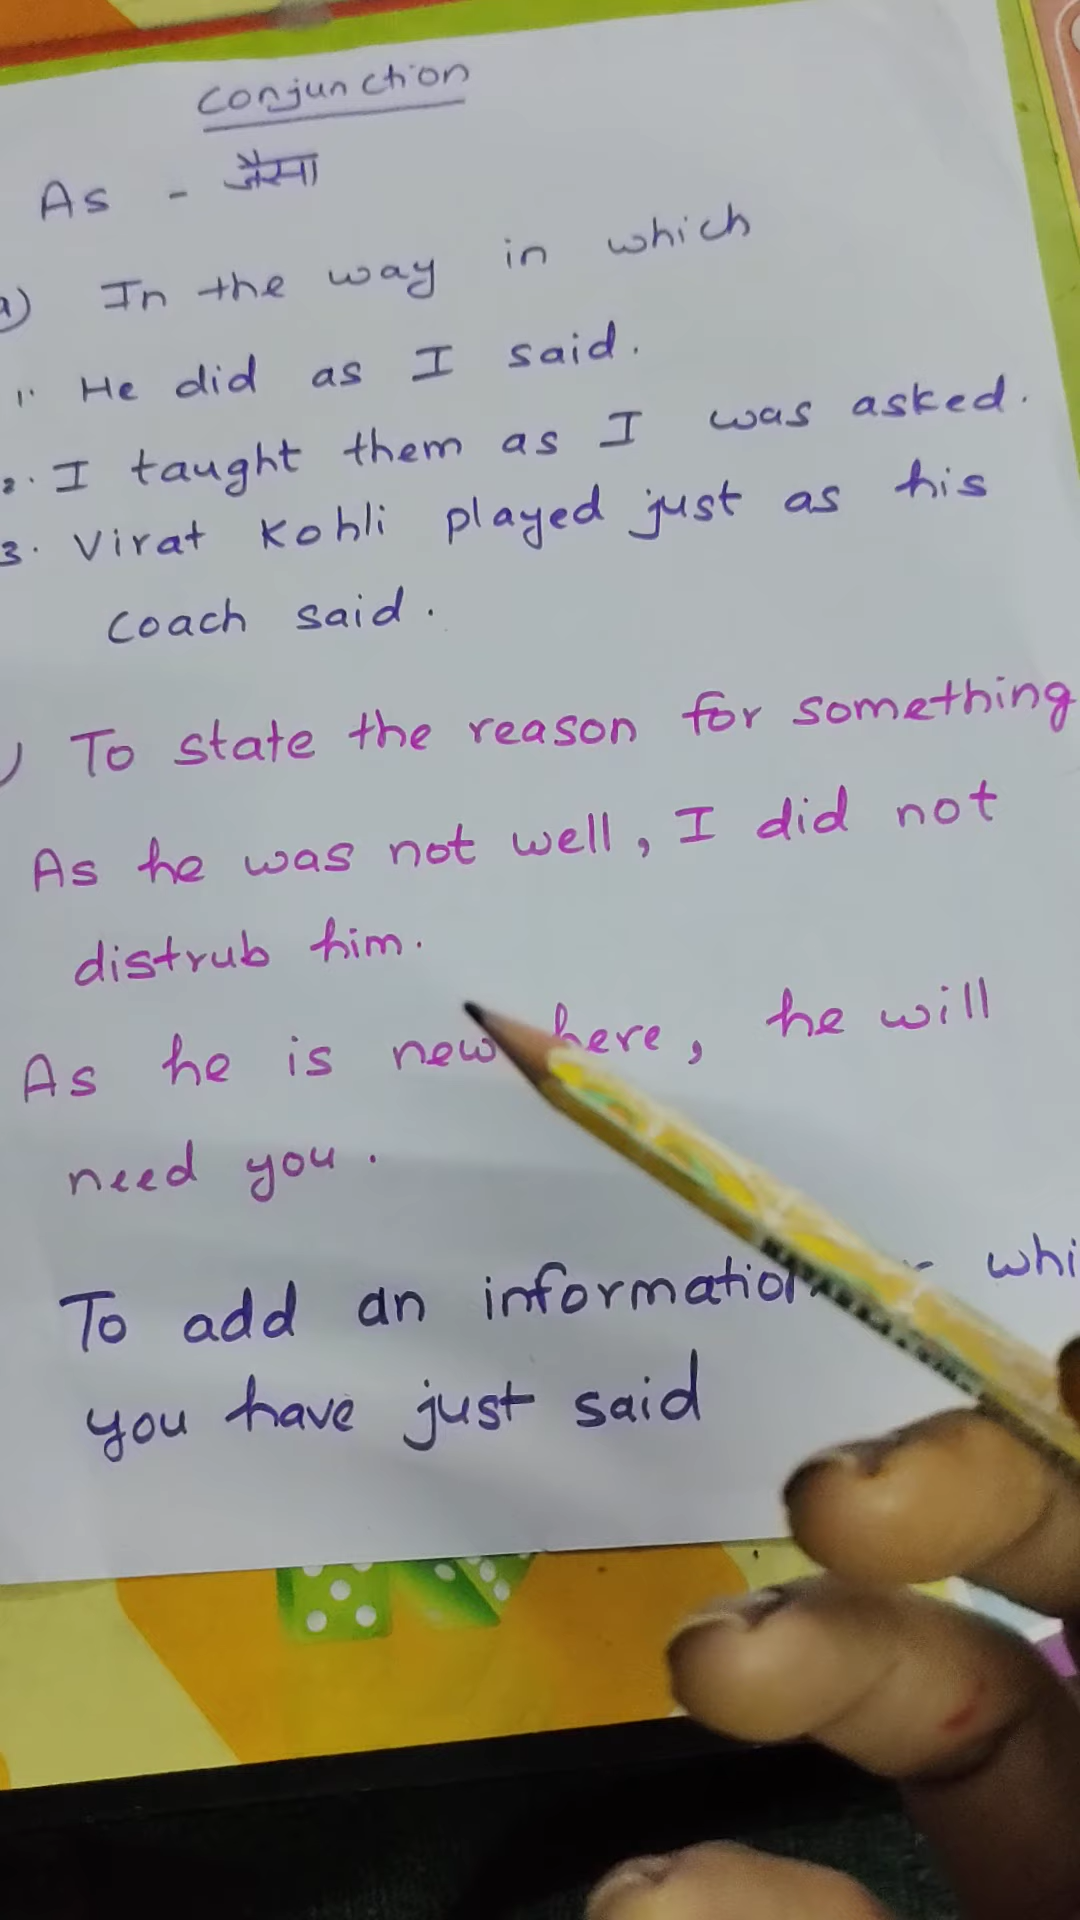 Conjunction
As - जैसा
a) In the way in which
1. He did as I said.
2. I taught them as I was asked.
3. Virat Kohli played just as his
coach said.
) To state the reason for something
As he was not well, I did not
distrub him.
As he is new here, he will
need you.
To add an information
you have just said